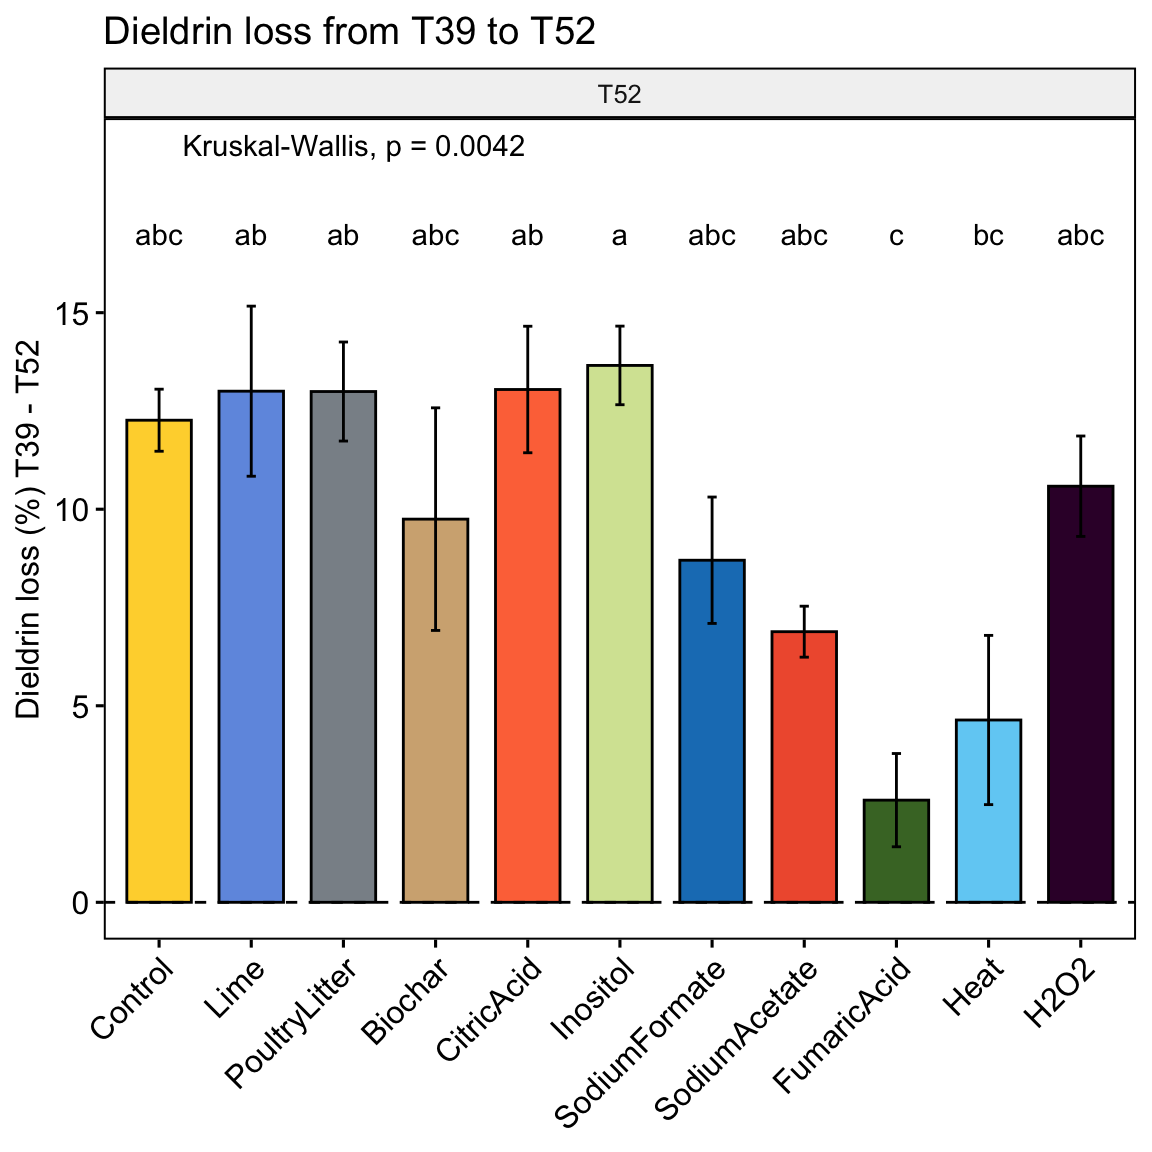 Dieldrin loss from T39 to T52
T52
Kruskal-Wallis, p = 0.0042
abc ab ab abc ab a abc abc c bc abc
Dieldrin loss (%) T39 - T52
15
10
5
0
Control Lime PoultryLitter Biochar CitricAcid Inositol SodiumFormate SodiumAcetate FumaricAcid Heat H2O2